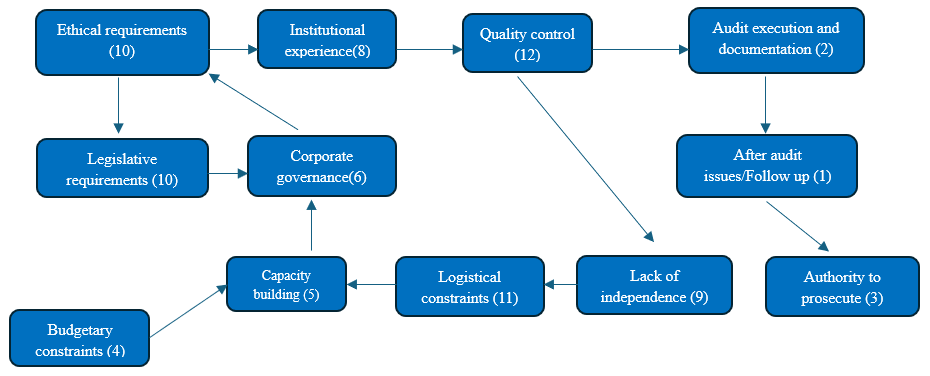 Ethical requirements
(10)
Institutional
experience(8)
Quality control
(12)
Audit execution and
documentation (2)
Legislative
requirements (10)
Corporate
governance(6)
After audit
issues/Follow up (1)
Capacity
building (5)
Logistical
constraints (11)
Lack of
independence (9)
Authority to
prosecute (3)
Budgetary
constraints (4)